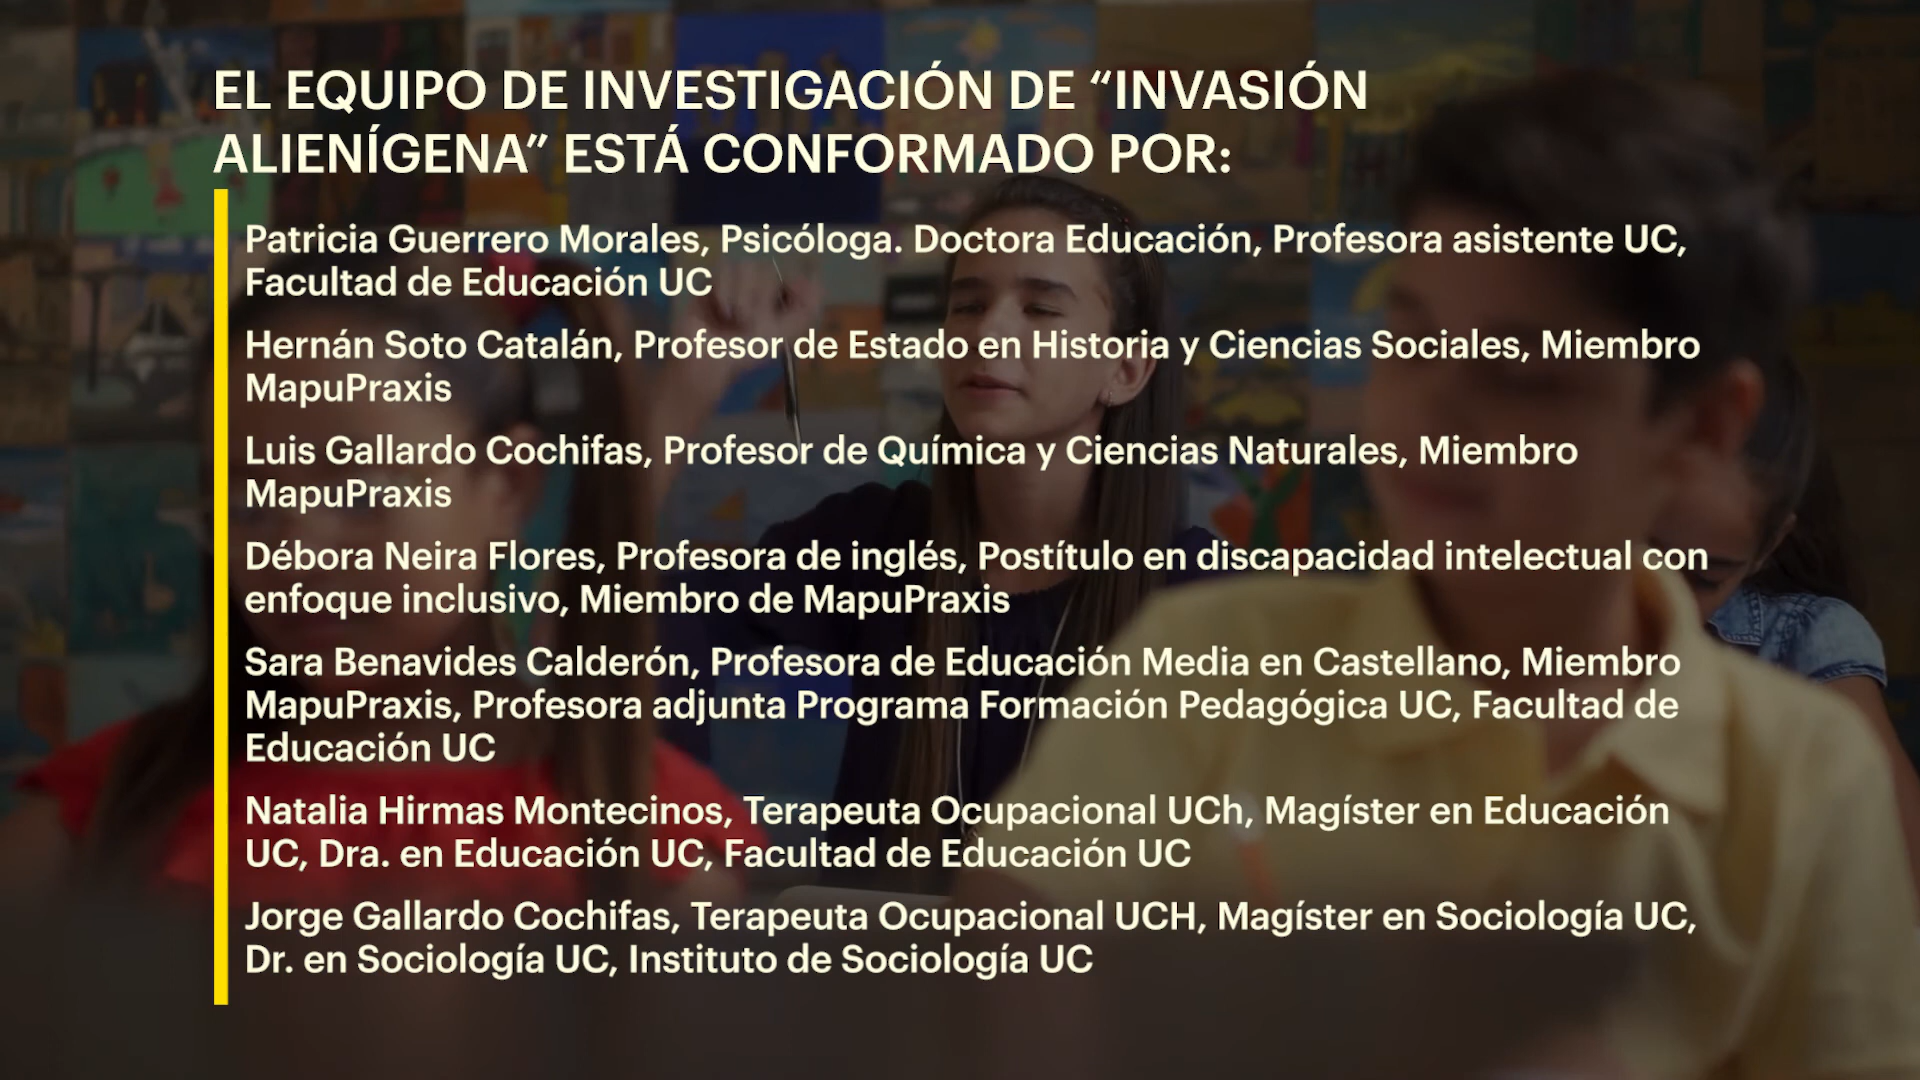 EL EQUIPO DE INVESTIGACIÓN DE “INVASIÓN
ALIENÍGENA” ESTÁ CONFORMADO POR:
Patricia Guerrero Morales, Psicóloga. Doctora Educación, Profesora asistente UC,
Facultad de Educación UC
Hernán Soto Catalán, Profesor de Estado en Historia y Ciencias Sociales, Miembro
MapuPraxis
Luis Gallardo Cochifas, Profesor de Química y Ciencias Naturales, Miembro
MapuPraxis
Débora Neira Flores, Profesora de inglés, Postítulo en discapacidad intelectual con
enfoque inclusivo, Miembro de MapuPraxis
Sara Benavides Calderón, Profesora de Educación Media en Castellano, Miembro
MapuPraxis, Profesora adjunta Programa Formación Pedagógica UC, Facultad de
Educación UC
Natalia Hirmas Montecinos, Terapeuta Ocupacional UCh, Magíster en Educación
UC, Dra. en Educación UC, Facultad de Educación UC
Jorge Gallardo Cochifas, Terapeuta Ocupacional UCH, Magíster en Sociología UC,
Dr. en Sociología UC, Instituto de Sociología UC